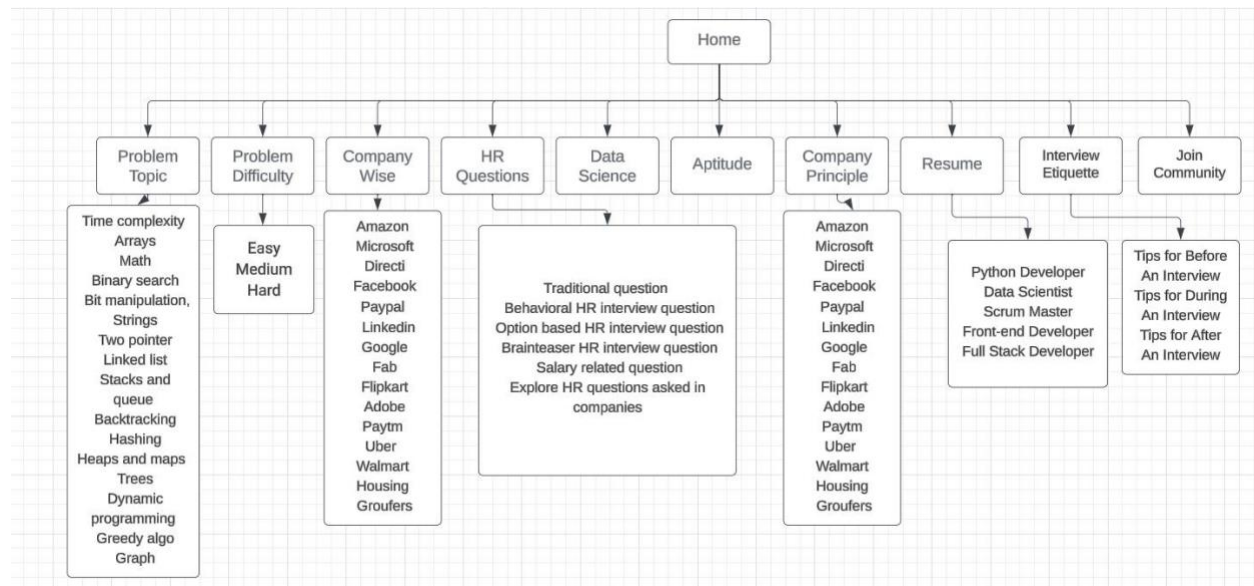 Home
Problem
Topic
Problem
Difficulty
Company
Wise
HR
Questions
Data
Science
Aptitude
Company
Principle
Resume
Interview
Etiquette
Join
Community
Time complexity
Arrays
Math
Binary search
Bit manipulation,
Strings
Two pointer
Linked list
Stacks and
queue
Backtracking
Hashing
Heaps and maps
Trees
Dynamic
programming
Greedy algo
Graph
Easy
Medium
Hard
Amazon
Microsoft
Directi
Facebook
Paypal
Linkedin
Google
Fab
Flipkart
Adobe
Paytm
Uber
Walmart
Housing
Groufers
Traditional question
Behavioral HR interview question
Option based HR interview question
Brainteaser HR interview question
Salary related question
Explore HR questions asked in
companies
Amazon
Microsoft
Directi
Facebook
Paypal
Linkedin
Google
Fab
Flipkart
Adobe
Paytm
Uber
Walmart
Housing
Groufers
Python Developer
Data Scientist
Scrum Master
Front-end Developer
Full Stack Developer
Tips for Before
An Interview
Tips for During
An Interview
Tips for After
An Interview